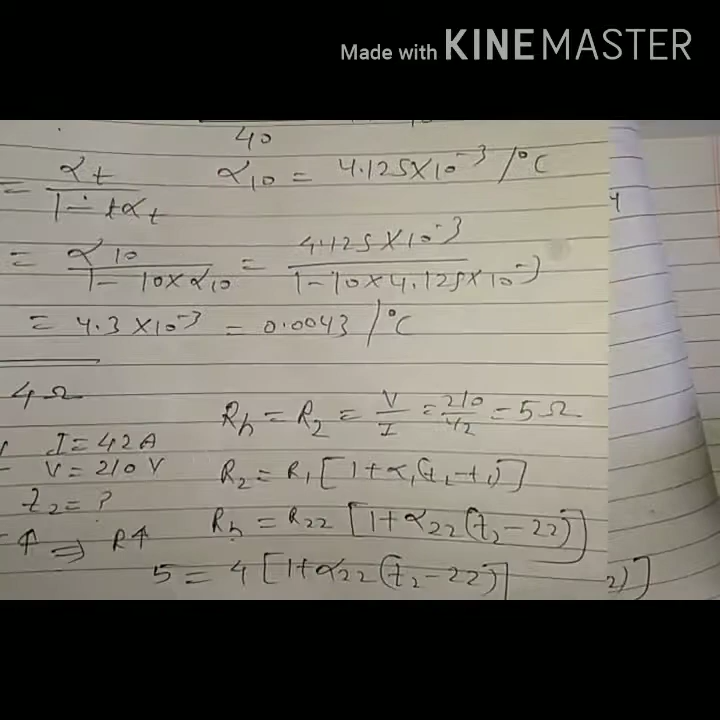 Made with KINEMASTER
40
= αt / 1 - tαt    α10 = 4.125×10^-3 /°C
= α10 / 1 - 10×α10 = 4.125×10^-3 / 1-10×4.125×10^-3
= 4.3×10^-3 = 0.0043 /°C
4Ω
Rh = R2 = V/I = 210/42 = 5Ω
I = 42A
V = 210 V
R2 = R1[1+α1(t2-t1)]
t2 = ?
Rh = R22 [1+α22(t2-22)]
↑ ⇒ R↑
5 = 4[1+α22(t2-22)]
2)]